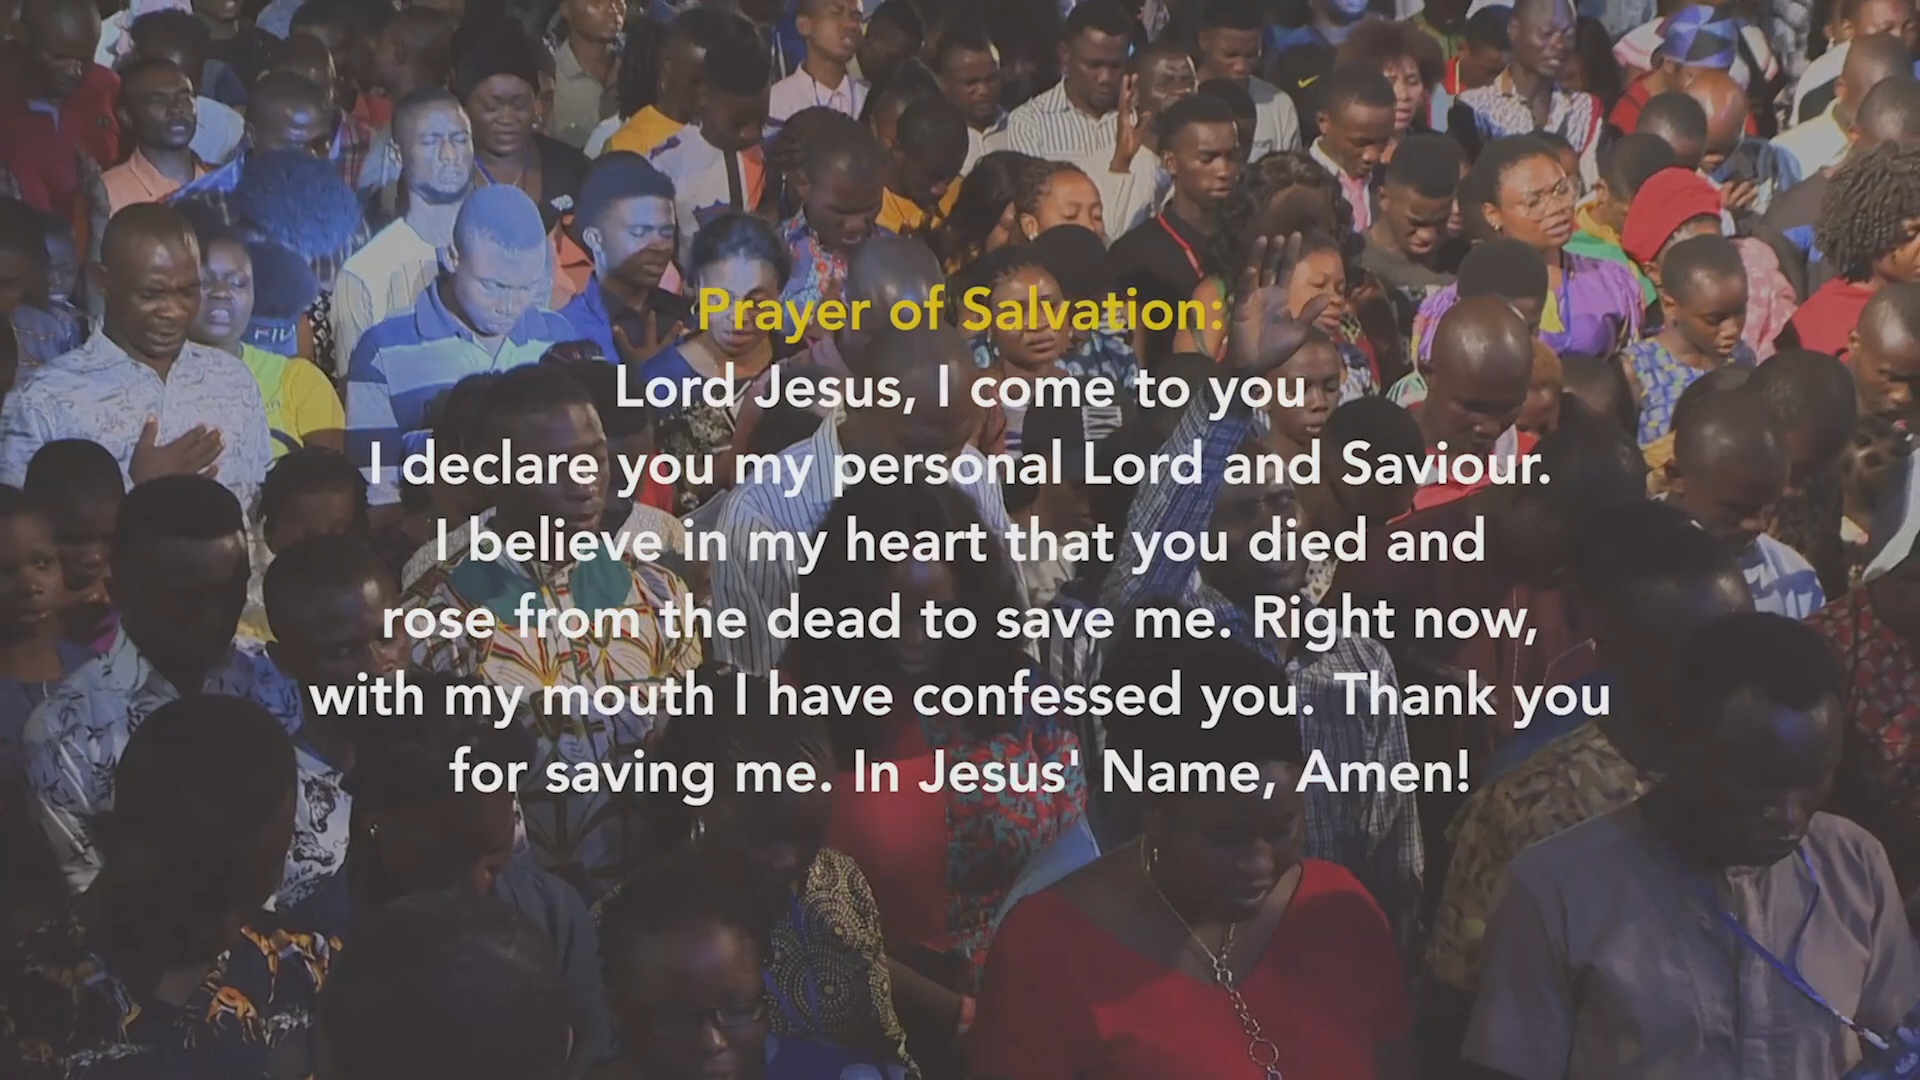 Prayer of Salvation:
Lord Jesus, I come to you
I declare you my personal Lord and Saviour.
I believe in my heart that you died and
rose from the dead to save me. Right now,
with my mouth I have confessed you. Thank you
for saving me. In Jesus' Name, Amen!
FILA